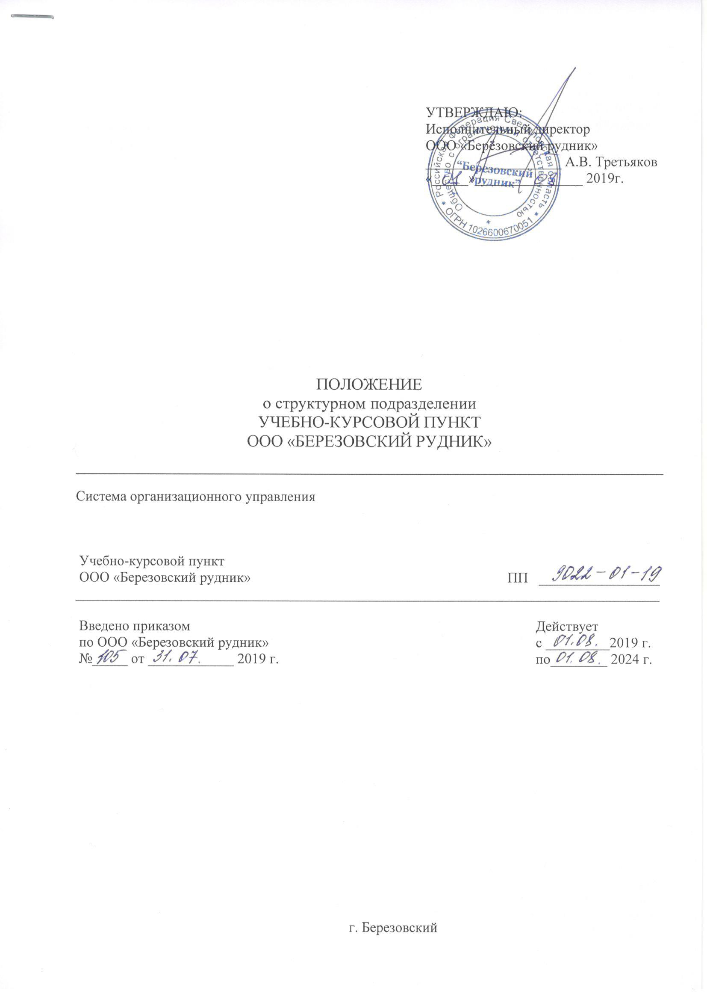 УТВЕРЖДАЮ:
Исполнительный директор
ООО «Берёзовский рудник»
А.В. Третьяков
« 01 » 08 2019г.
* Российская Федерация Свердловская область *
ОГРН 1026600670051
Общество с ограниченной ответственностью
*
“Березовский
рудник”
ПОЛОЖЕНИЕ
о структурном подразделении
УЧЕБНО-КУРСОВОЙ ПУНКТ
ООО «БЕРЕЗОВСКИЙ РУДНИК»
Система организационного управления
Учебно-курсовой пункт
ООО «Березовский рудник»
ПП 9022-01-19
Введено приказом
по ООО «Березовский рудник»
№ 105 от 31.07. 2019 г.
Действует
с 01.08. 2019 г.
по 01.08. 2024 г.
г. Березовский